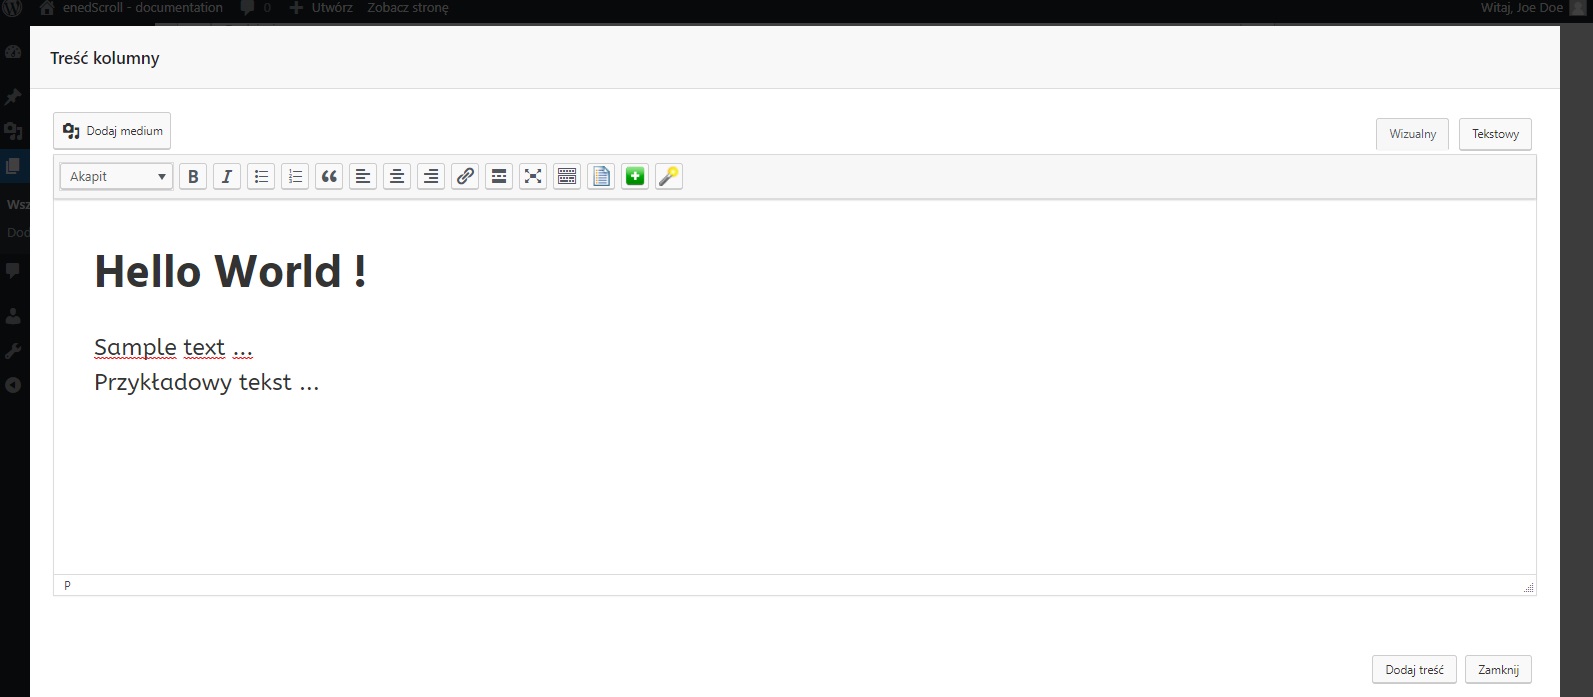 enedScroll - documentation 0 Utwórz Zobacz stronę Witaj, Joe Doe
Treść kolumny
Dodaj medium
Wizualny Tekstowy
Akapit
Wsz
Dod
Hello World !
Sample text ...
Przykładowy tekst ...
P
Dodaj treść Zamknij